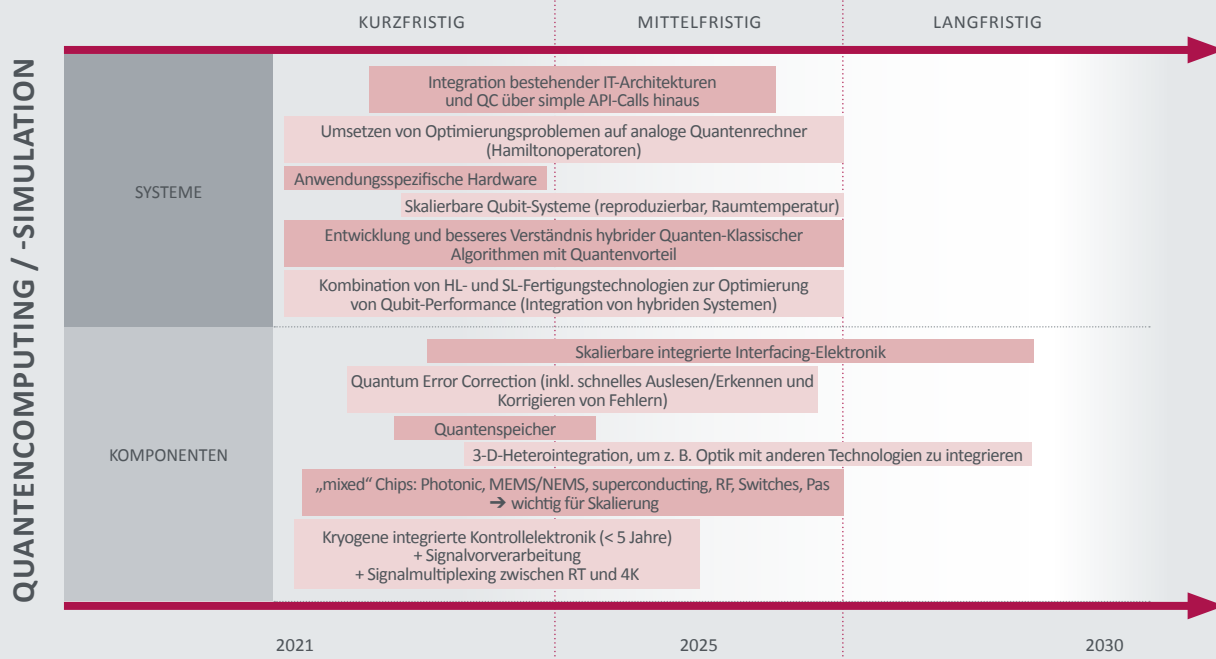 QUANTENCOMPUTING / -SIMULATION
KURZFRISTIG
MITTELFRISTIG
LANGFRISTIG
SYSTEME
Integration bestehender IT-Architekturen
und QC über simple API-Calls hinaus
Umsetzen von Optimierungsproblemen auf analoge Quantenrechner
(Hamiltonoperatoren)
Anwendungsspezifische Hardware
Skalierbare Qubit-Systeme (reproduzierbar, Raumtemperatur)
Entwicklung und besseres Verständnis hybrider Quanten-Klassischer
Algorithmen mit Quantenvorteil
Kombination von HL- und SL-Fertigungstechnologien zur Optimierung
von Qubit-Performance (Integration von hybriden Systemen)
KOMPONENTEN
Skalierbare integrierte Interfacing-Elektronik
Quantum Error Correction (inkl. schnelles Auslesen/Erkennen und
Korrigieren von Fehlern)
Quantenspeicher
3-D-Heterointegration, um z. B. Optik mit anderen Technologien zu integrieren
„mixed“ Chips: Photonic, MEMS/NEMS, superconducting, RF, Switches, Pas
➔ wichtig für Skalierung
Kryogene integrierte Kontrollelektronik (< 5 Jahre)
+ Signalvorverarbeitung
+ Signalmultiplexing zwischen RT und 4K
2021
2025
2030